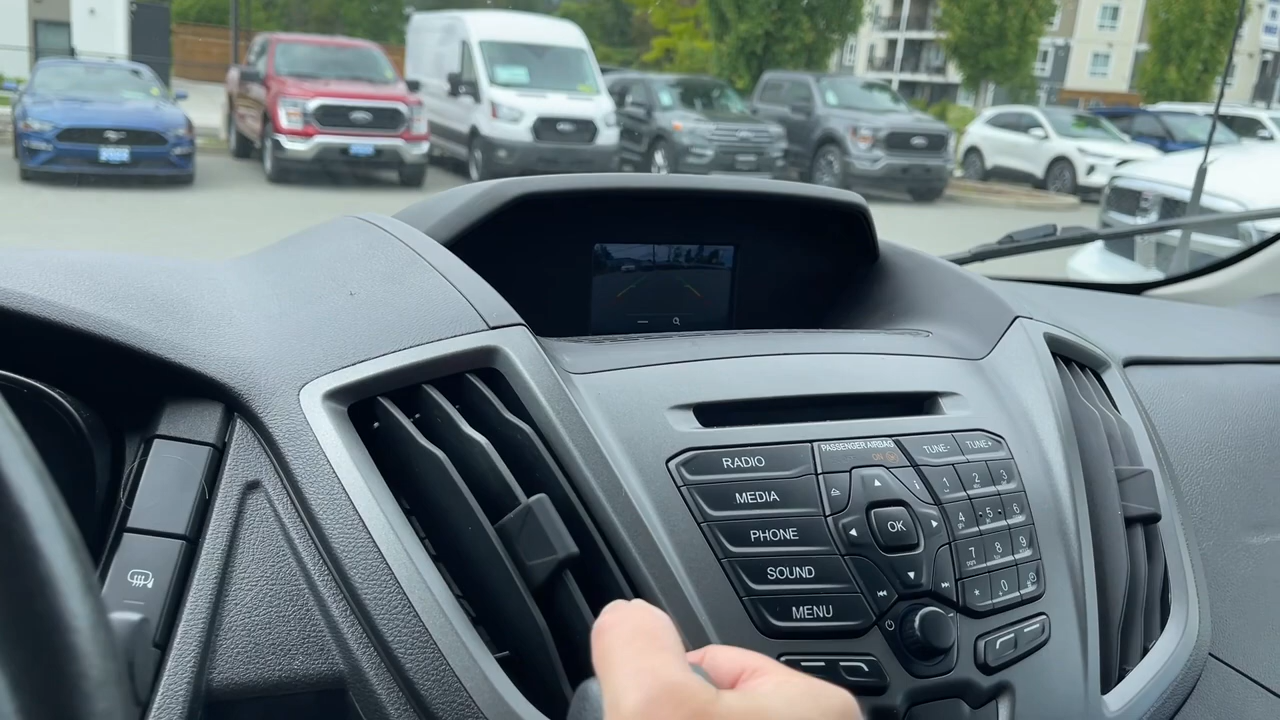 RADIO
MEDIA
PHONE
SOUND
MENU
PASSENGER AIRBAG
ON
i
OK
TUNE-
TUNE+
1 2 3
4 5 6
7 8 9
* 0